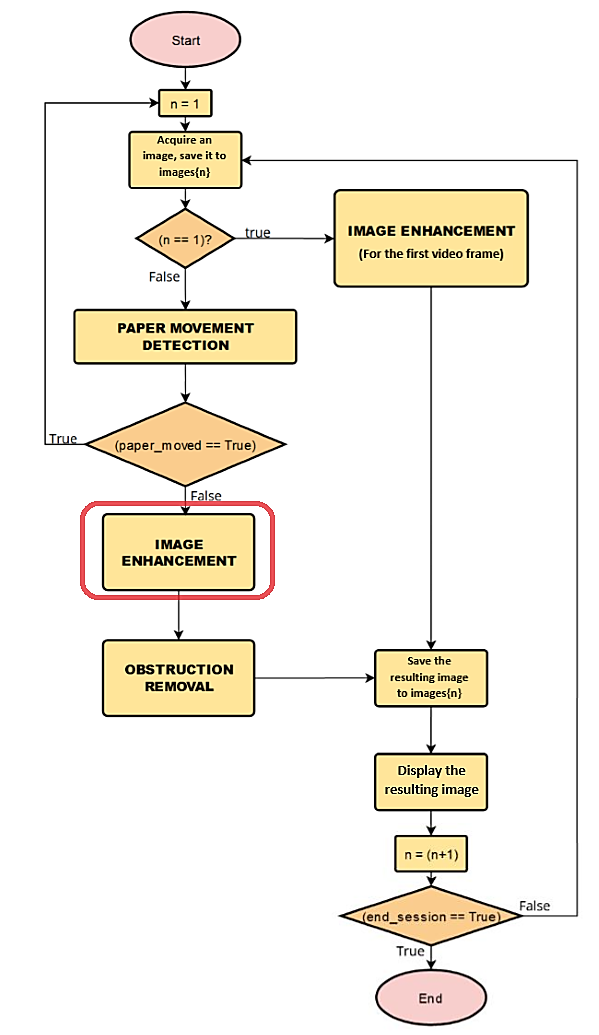 Start
n = 1
Acquire an
image, save it to
images{n}
(n == 1)?
true
IMAGE ENHANCEMENT
(For the first video frame)
False
PAPER MOVEMENT
DETECTION
True
(paper_moved == True)
False
IMAGE
ENHANCEMENT
OBSTRUCTION
REMOVAL
Save the
resulting image
to images{n}
Display the
resulting image
n = (n+1)
(end_session == True)
False
True
End